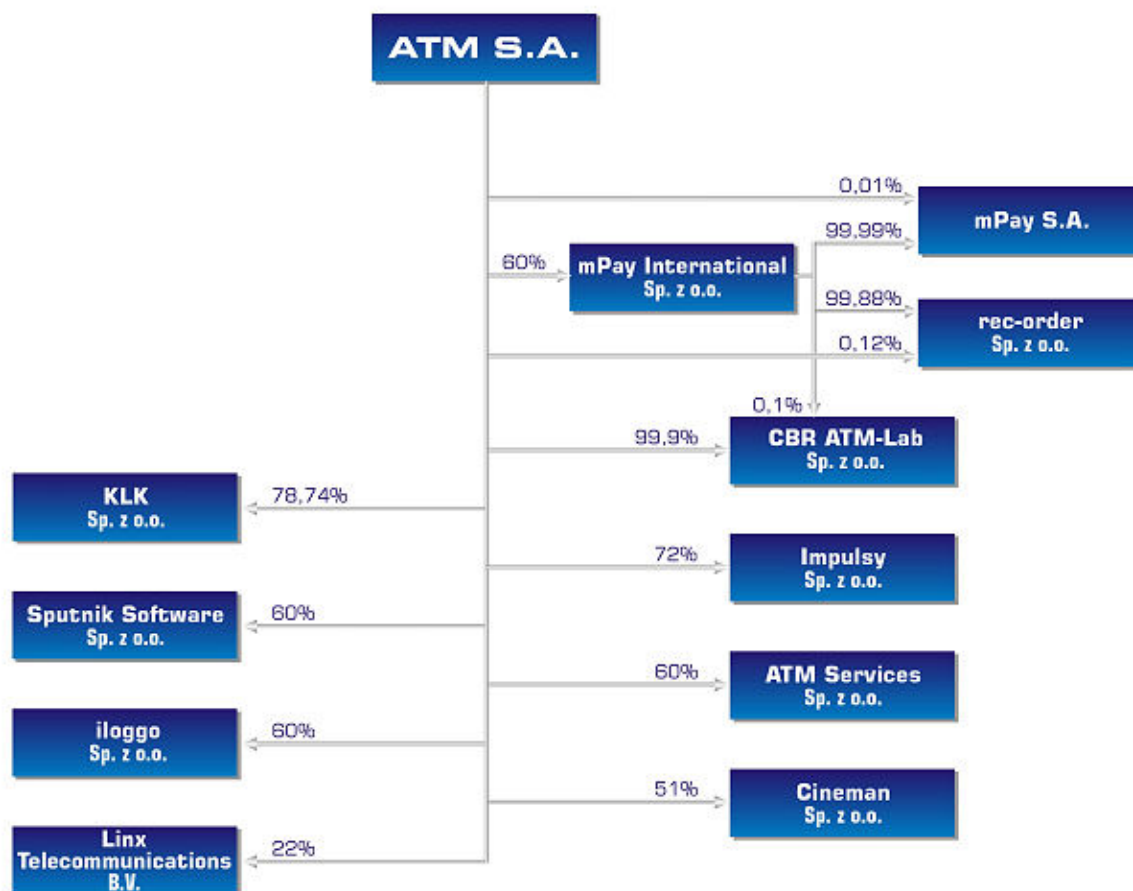 ATM S.A.
0,01%
mPay S.A.
99,99%
60%
mPay International
Sp. z o.o.
99,88%
rec-order
Sp. z o.o.
0,12%
0,1%
99,9%
CBR ATM-Lab
Sp. z o.o.
KLK
Sp. z o.o.
78,74%
72%
Impulsy
Sp. z o.o.
Sputnik Software
Sp. z o.o.
60%
60%
ATM Services
Sp. z o.o.
iloggo
Sp. z o.o.
60%
51%
Cineman
Sp. z o.o.
Linx
Telecommunications
B.V.
22%